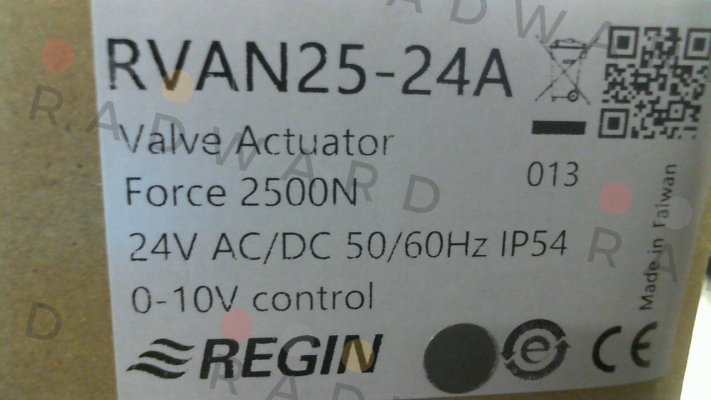 RVAN25-24A
Valve Actuator
Force 2500N
013
24V AC/DC 50/60Hz IP54
0-10V control
Made in Taiwan
REGIN
e
CE
RADWARD